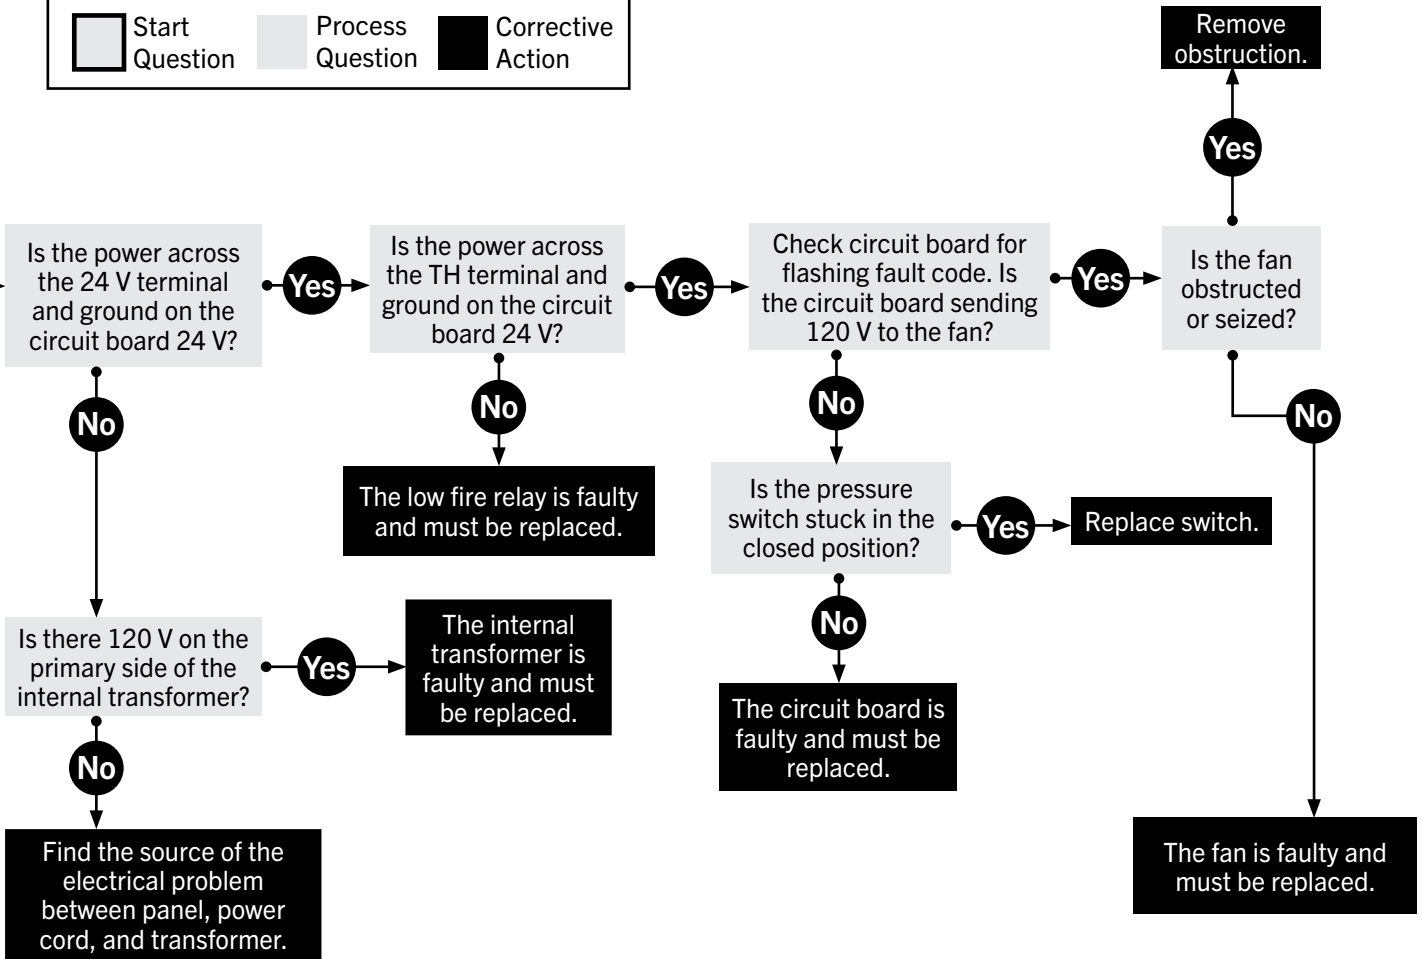 Start
Question
Process
Question
Corrective
Action
Remove
obstruction.
Yes
Is the power across
the 24 V terminal
and ground on the
circuit board 24 V?
Yes
Is the power across
the TH terminal and
ground on the circuit
board 24 V?
Yes
Check circuit board for
flashing fault code. Is
the circuit board sending
120 V to the fan?
Yes
Is the fan
obstructed
or seized?
No
No
No
No
The low fire relay is faulty
and must be replaced.
Is the pressure
switch stuck in the
closed position?
Yes
Replace switch.
No
Is there 120 V on the
primary side of the
internal transformer?
Yes
The internal
transformer is
faulty and must
be replaced.
The circuit board is
faulty and must be
replaced.
No
Find the source of the
electrical problem
between panel, power
cord, and transformer.
The fan is faulty and
must be replaced.